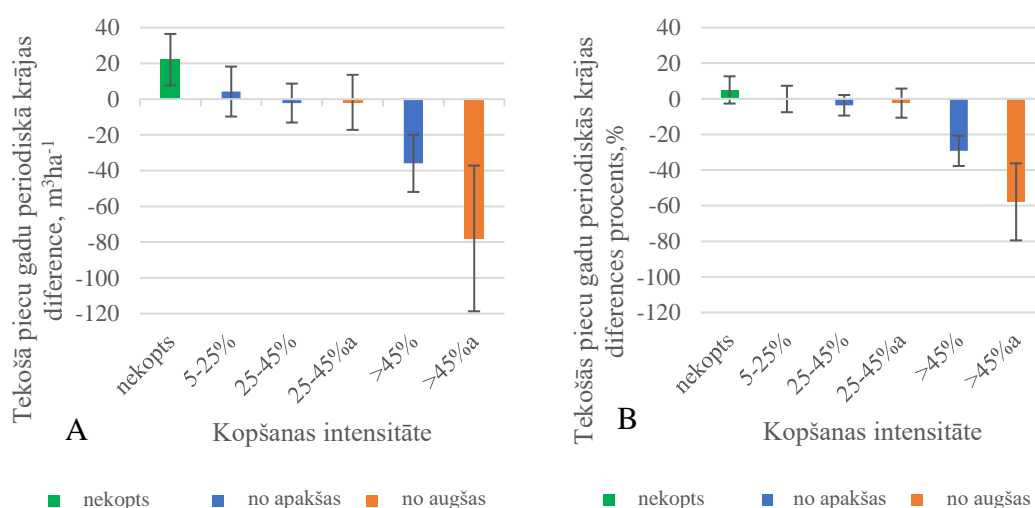 Tekošā piecu gadu periodiskā krājas
diference, m³ha⁻¹
40
20
0
-20
-40
-60
-80
-100
-120
nekopts
5-25%
25-45%
25-45%a
>45%
>45%a
A
Kopšanas intensitāte
nekopts
no apakšas
no augšas
Tekošās piecu gadu periodiskās krājas
diferences procents,%
40
20
0
-20
-40
-60
-80
-100
-120
nekopts
5-25%
25-45%
25-45%a
>45%
>45%a
B
Kopšanas intensitāte
nekopts
no apakšas
no augšas